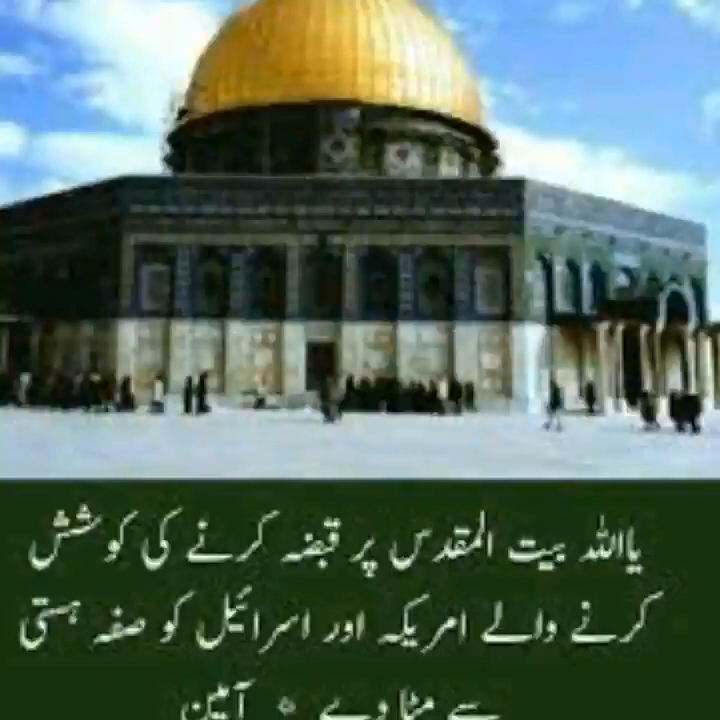 یااللہ بیت المقدس پر قبضہ کرنے کی کوشش
کرنے والے امریکہ اور اسرائیل کو صفہ ہستی
سے مٹا دے * آمین